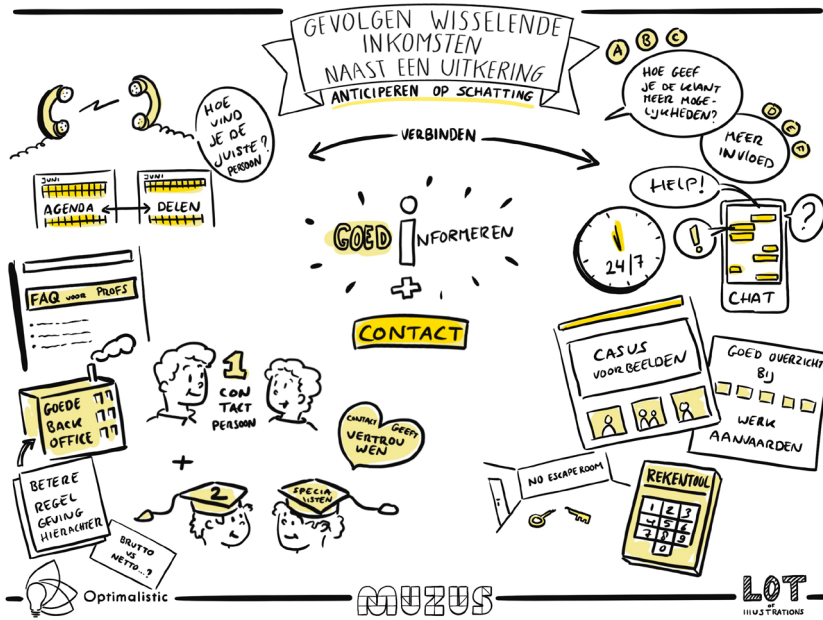 GEVOLGEN WISSELENDE
INKOMSTEN
NAAST EEN UITKERING
ANTICIPEREN OP SCHATTING
VERBINDEN
HOE
VIND
JE DE
JUISTE?
PERSOON
JUNI
AGENDA
JUNI
DELEN
FAQ VOOR PROFS
GOEDE
BACK
OFFICE
BETERE
REGEL
GEVING
HIERACHTER
BRUTTO
VS
NETTO...?
1
CON
TACT
PERSOON
+
2
SPECIA
LISTEN
CONTACT GEEFT
VERTROU
WEN
GOED iNFORMEREN
+
CONTACT
A B C
HOE GEEF
JE DE KLANT
MEER MOGE-
LIJKHEDEN?
D E F
MEER
INVLOED
HELP!
?
!
24|7
CHAT
CASUS
VOORBEELDEN
GOED OVERZICHT
BIJ
WERK
AANVAARDEN
NO ESCAPEROOM
REKENTOOL
1 2 3
4 5 6
7 8 9
0
Optimalistic
MUZUS
LOT
OF
ILLUSTRATIONS